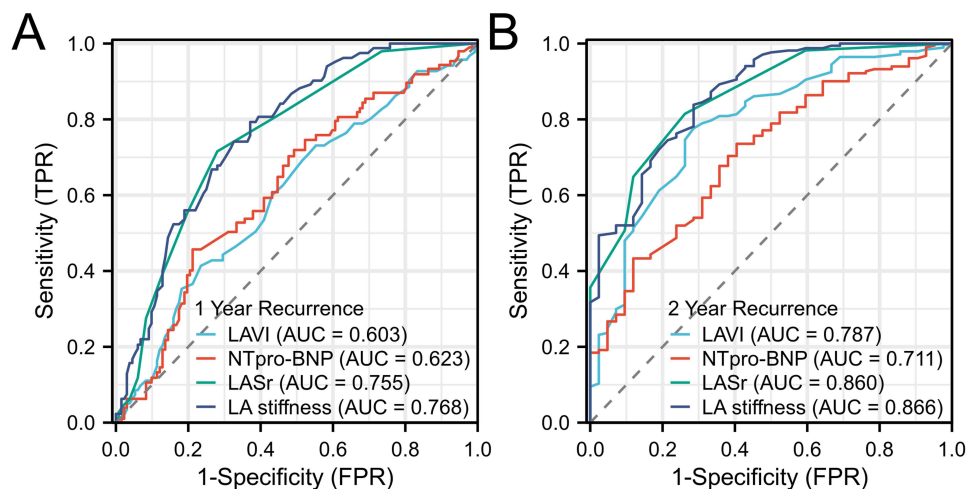 A
Sensitivity (TPR)
1.0
0.8
0.6
0.4
0.2
0.0
1 Year Recurrence
LAVI (AUC = 0.603)
NTpro-BNP (AUC = 0.623)
LASr (AUC = 0.755)
LA stiffness (AUC = 0.768)
0.0 0.2 0.4 0.6 0.8 1.0
1-Specificity (FPR)
B
Sensitivity (TPR)
1.0
0.8
0.6
0.4
0.2
0.0
2 Year Recurrence
LAVI (AUC = 0.787)
NTpro-BNP (AUC = 0.711)
LASr (AUC = 0.860)
LA stiffness (AUC = 0.866)
0.0 0.2 0.4 0.6 0.8 1.0
1-Specificity (FPR)